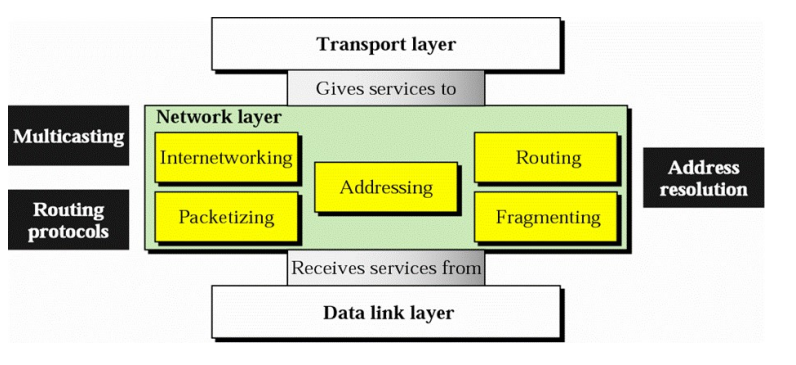 Transport layer
Gives services to
Network layer
Multicasting
Internetworking
Routing
Addressing
Address
resolution
Routing
protocols
Packetizing
Fragmenting
Receives services from
Data link layer